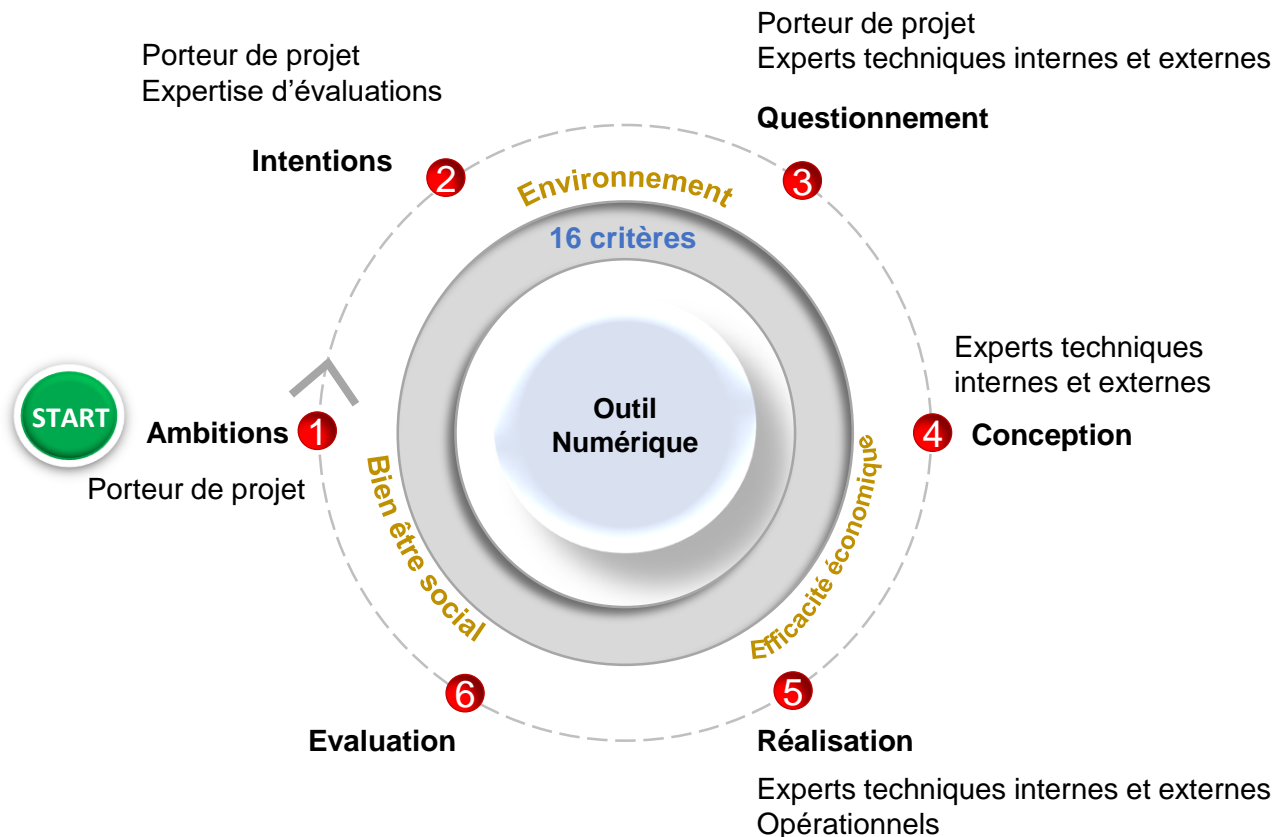 Porteur de projet
Expertise d’évaluations
Intentions
2
Porteur de projet
Experts techniques internes et externes
Questionnement
3
Environnement
16 critères
Outil
Numérique
START
Ambitions
1
Porteur de projet
Experts techniques
internes et externes
4
Conception
Bien être social
Efficacité économique
6
Evaluation
5
Réalisation
Experts techniques internes et externes
Opérationnels